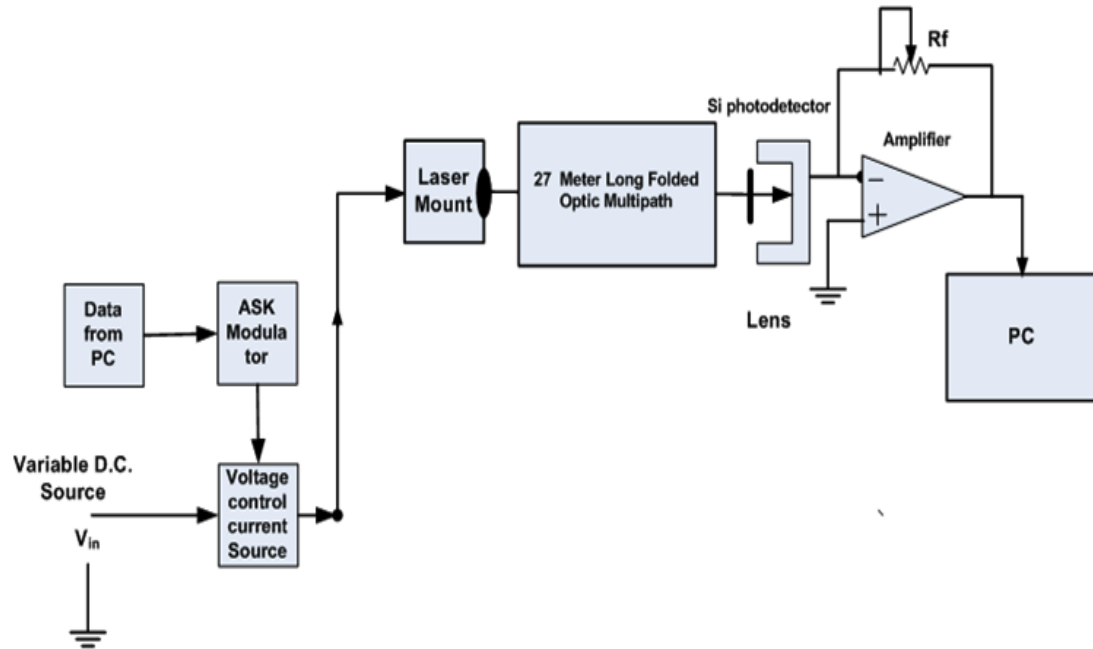 Rf
Si photodetector
Amplifier
Laser
Mount
27 Meter Long Folded
Optic Multipath
−
+
Lens
PC
Data
from
PC
ASK
Modula
tor
Variable D.C.
Source
Vin
Voltage
control
current
Source